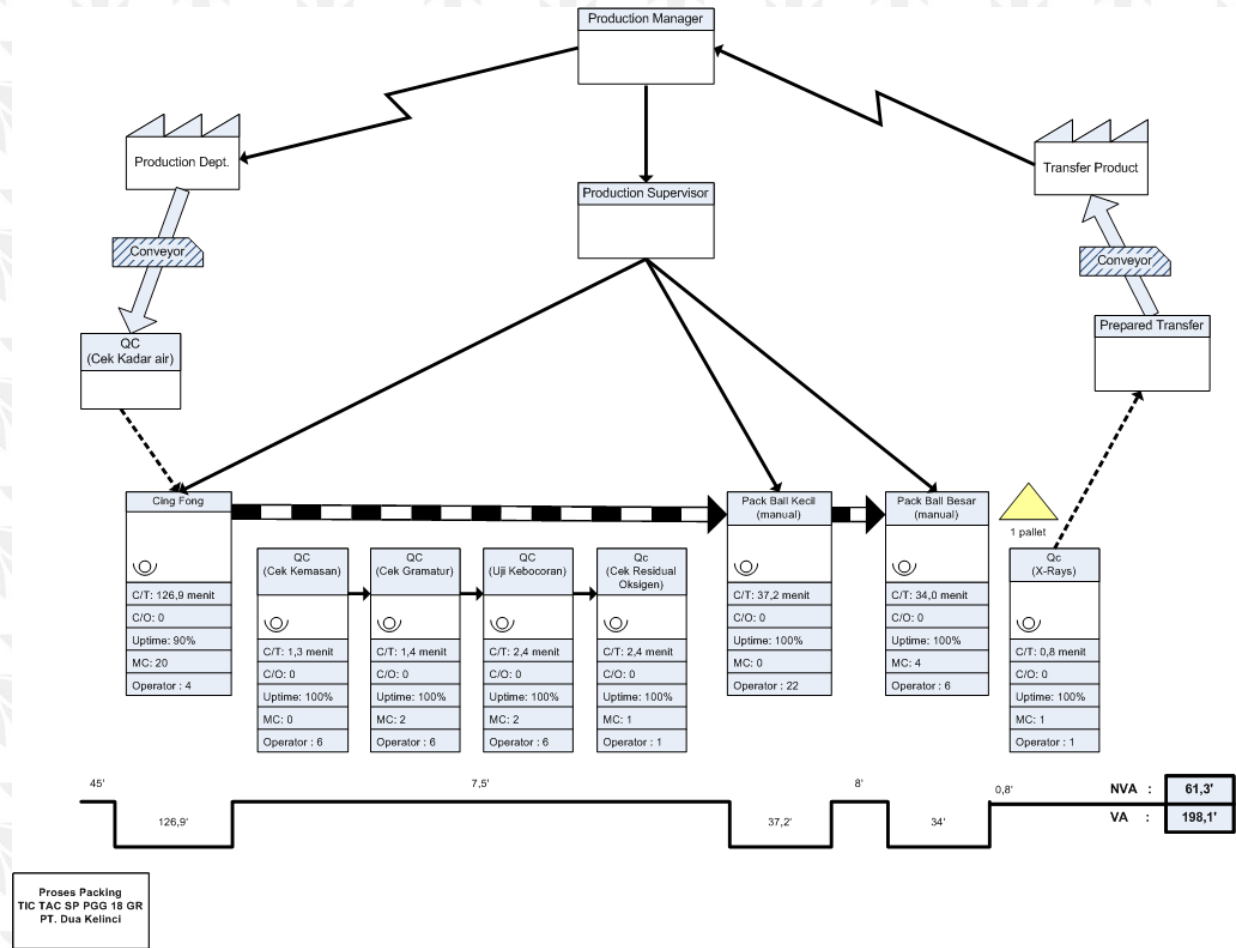 Production Manager
Production Dept.
Transfer Product
Production Supervisor
Conveyor
Conveyor
QC
(Cek Kadar air)
Prepared Transfer
Cing Fong
C/T: 126,9 menit
C/O: 0
Uptime: 90%
MC: 20
Operator : 4
QC
(Cek Kemasan)
C/T: 1,3 menit
C/O: 0
Uptime: 100%
MC: 0
Operator : 6
QC
(Cek Gramatur)
C/T: 1,4 menit
C/O: 0
Uptime: 100%
MC: 2
Operator : 6
QC
(Uji Kebocoran)
C/T: 2,4 menit
C/O: 0
Uptime: 100%
MC: 2
Operator : 6
Qc
(Cek Residual
Oksigen)
C/T: 2,4 menit
C/O: 0
Uptime: 100%
MC: 1
Operator : 1
Pack Ball Kecil
(manual)
C/T: 37,2 menit
C/O: 0
Uptime: 100%
MC: 0
Operator : 22
Pack Ball Besar
(manual)
C/T: 34,0 menit
C/O: 0
Uptime: 100%
MC: 4
Operator : 6
1 pallet
Qc
(X-Rays)
C/T: 0,8 menit
C/O: 0
Uptime: 100%
MC: 1
Operator : 1
45'
126,9'
7,5'
37,2'
8'
34'
0,8'
NVA : 61,3'
VA : 198,1'
Proses Packing
TIC TAC SP PGG 18 GR
PT. Dua Kelinci